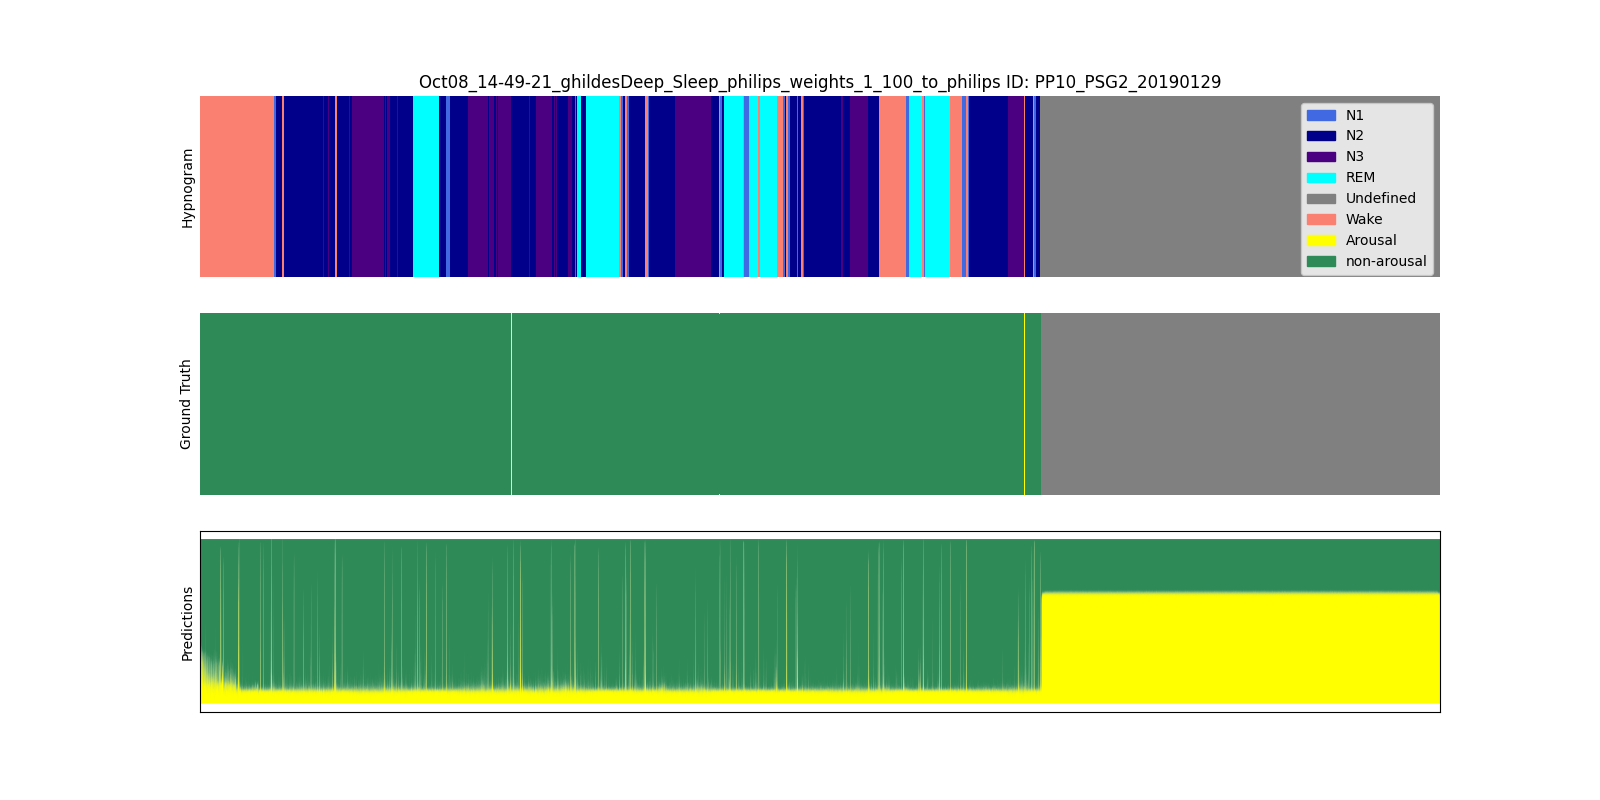 Oct08_14-49-21_ghildesDeep_Sleep_philips_weights_1_100_to_philips ID: PP10_PSG2_20190129
Hypnogram
N1
N2
N3
REM
Undefined
Wake
Arousal
non-arousal
Ground Truth
Predictions